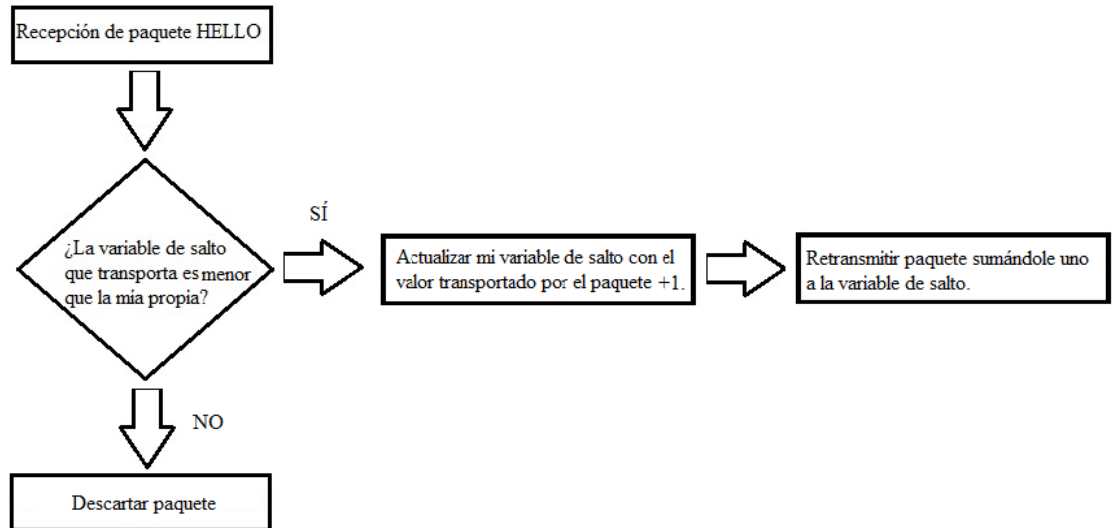 Recepción de paquete HELLO
¿La variable de salto
que transporta es menor
que la mía propia?
SÍ
Actualizar mi variable de salto con el
valor transportado por el paquete +1.
Retransmitir paquete sumándole uno
a la variable de salto.
NO
Descartar paquete